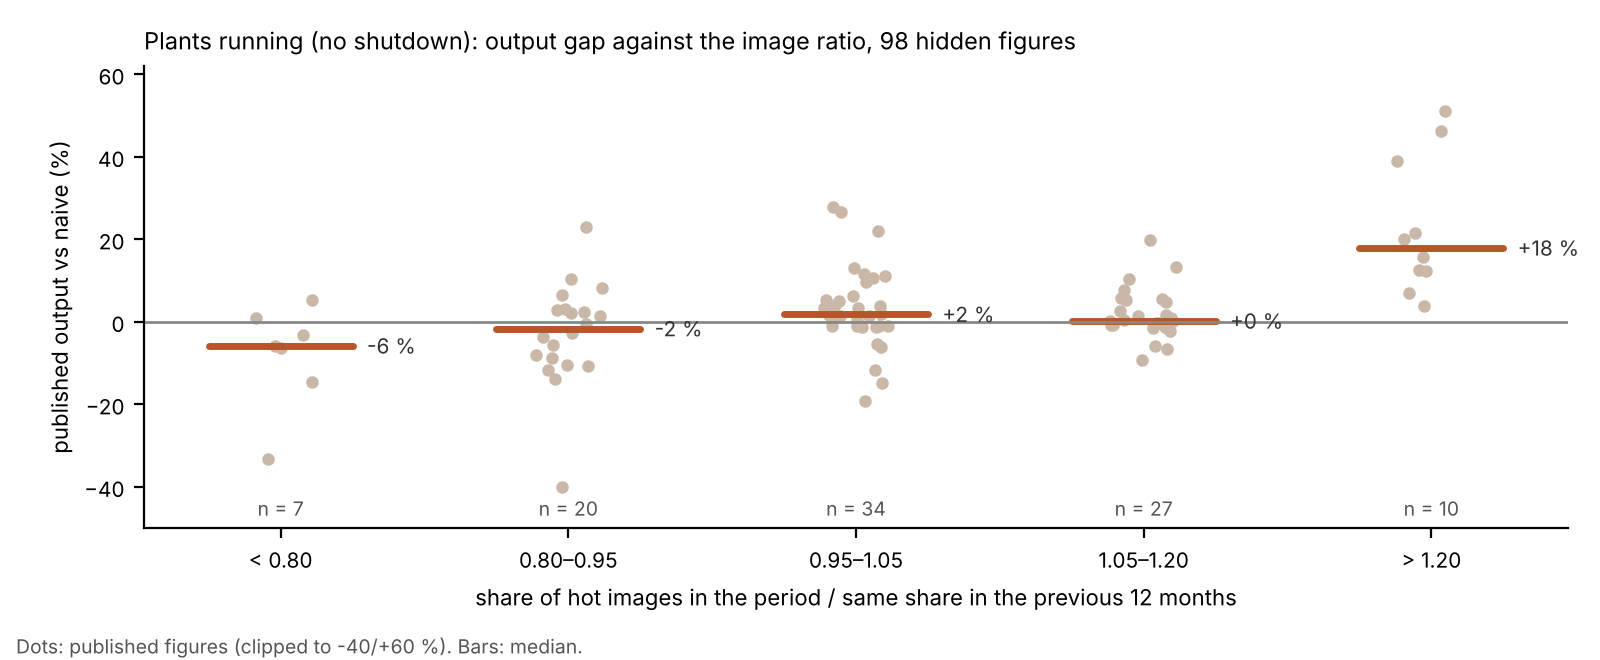 Plants running (no shutdown): output gap against the image ratio, 98 hidden figures
published output vs naive (%)
60
40
20
0
−20
−40
-6 %
-2 %
+2 %
+0 %
+18 %
n = 7
n = 20
n = 34
n = 27
n = 10
< 0.80
0.80–0.95
0.95–1.05
1.05–1.20
> 1.20
share of hot images in the period / same share in the previous 12 months
Dots: published figures (clipped to -40/+60 %). Bars: median.